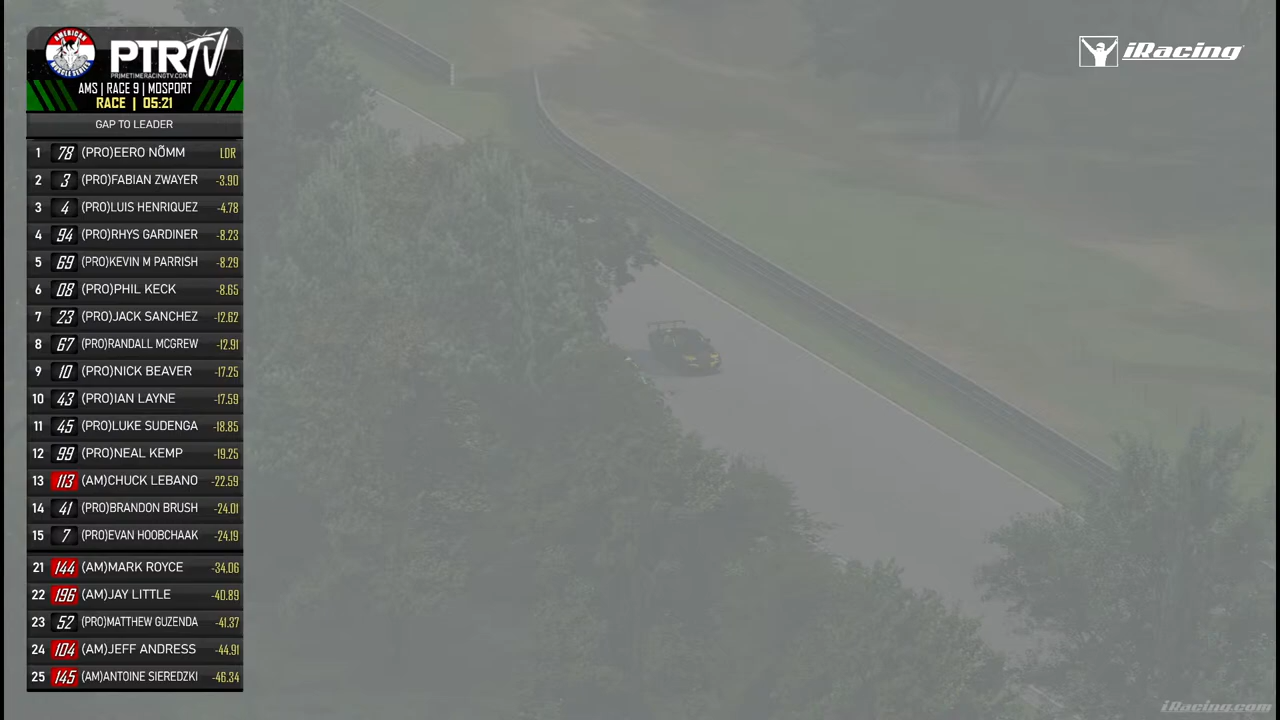 AMERICAN
MUSCLE SERIES
PTRTV
PRIMETIMERACINGTV.COM
AMS | RACE 9 | MOSPORT
RACE | 05:21
GAP TO LEADER
1 78 (PRO)EERO NÕMM LDR
2 3 (PRO)FABIAN ZWAYER -3.90
3 4 (PRO)LUIS HENRIQUEZ -4.78
4 94 (PRO)RHYS GARDINER -8.23
5 69 (PRO)KEVIN M PARRISH -8.29
6 08 (PRO)PHIL KECK -8.65
7 23 (PRO)JACK SANCHEZ -12.62
8 67 (PRO)RANDALL MCGREW -12.91
9 10 (PRO)NICK BEAVER -17.25
10 43 (PRO)IAN LAYNE -17.59
11 45 (PRO)LUKE SUDENGA -18.85
12 99 (PRO)NEAL KEMP -19.25
13 113 (AM)CHUCK LEBANO -22.59
14 41 (PRO)BRANDON BRUSH -24.01
15 7 (PRO)EVAN HOOBCHAAK -24.19
21 144 (AM)MARK ROYCE -34.06
22 196 (AM)JAY LITTLE -40.89
23 52 (PRO)MATTHEW GUZENDA -41.37
24 104 (AM)JEFF ANDRESS -44.91
25 145 (AM)ANTOINE SIEREDZKI -46.34
iRacing
iRacing.com